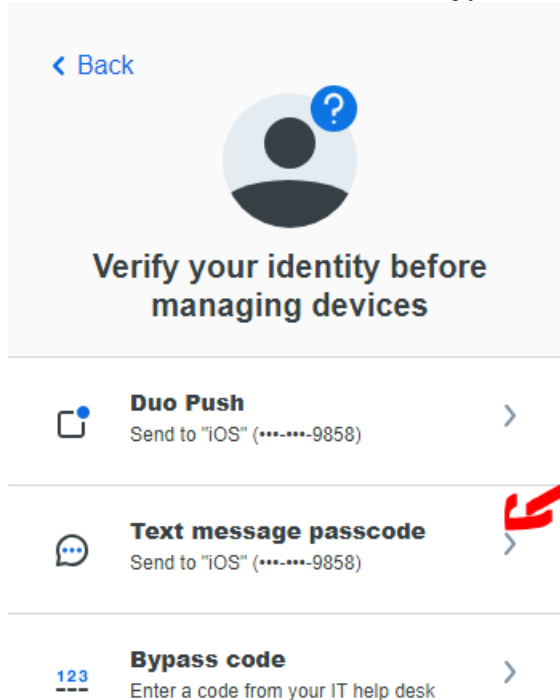 Back
?
Verify your identity before
managing devices
Duo Push
Send to "iOS" (•••-•••-9858)
Text message passcode
Send to "iOS" (•••-•••-9858)
123
Bypass code
Enter a code from your IT help desk